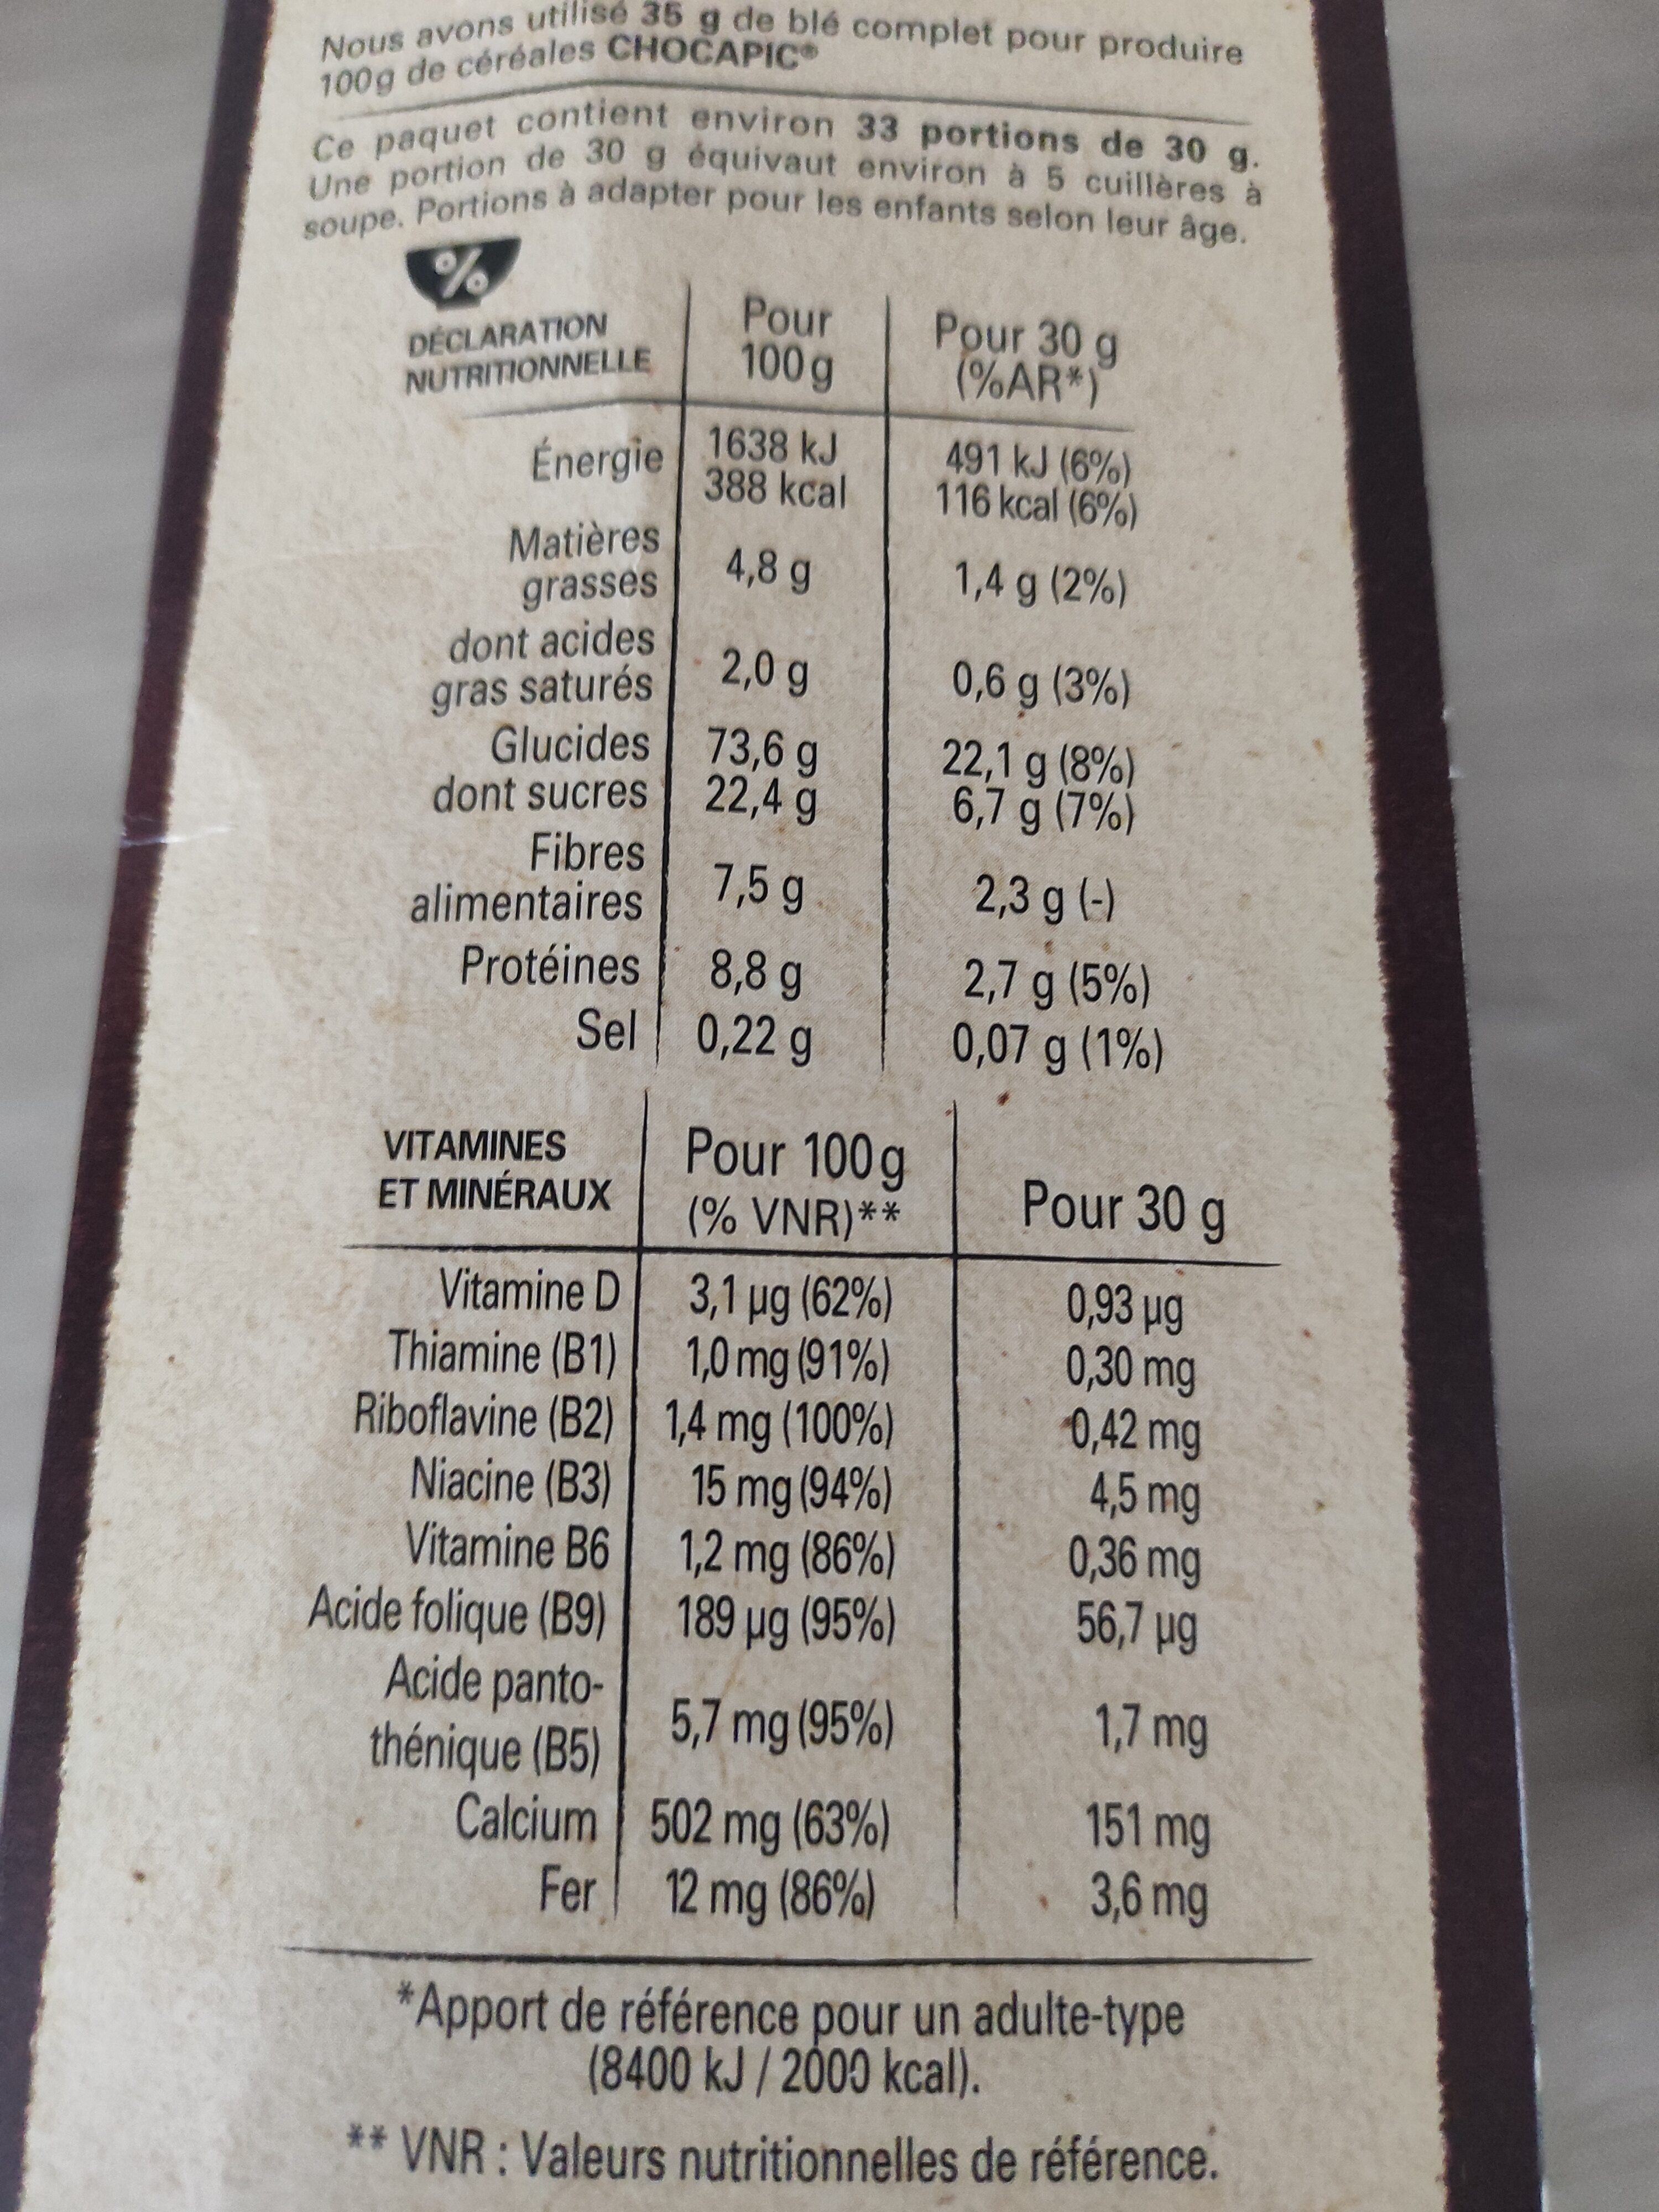 Nous avons utilisé 35 g de blé complet pour produire
100g de céréales CHOCAPIC®
Ce paquet contient environ 33 portions de 30 g.
Une portion de 30 g équivaut environ à 5 cuillères à
soupe. Portions à adapter pour les enfants selon leur âge.
%
DÉCLARATION NUTRITIONNELLE Pour 100g Pour 30 g (%AR*)
Énergie 1638 kJ 491 kJ (6%)
388 kcal 116 kcal (6%)
Matières grasses 4,8 g 1,4 g (2%)
dont acides gras saturés 2,0 g 0,6 g (3%)
Glucides 73,6 g 22,1 g (8%)
dont sucres 22,4 g 6,7 g (7%)
Fibres alimentaires 7,5 g 2,3 g (-)
Protéines 8,8 g 2,7 g (5%)
Sel 0,22 g 0,07 g (1%)
VITAMINES ET MINÉRAUX Pour 100g (% VNR)** Pour 30 g
Vitamine D 3,1 µg (62%) 0,93 µg
Thiamine (B1) 1,0 mg (91%) 0,30 mg
Riboflavine (B2) 1,4 mg (100%) 0,42 mg
Niacine (B3) 15 mg (94%) 4,5 mg
Vitamine B6 1,2 mg (86%) 0,36 mg
Acide folique (B9) 189 µg (95%) 56,7 µg
Acide panto-
thénique (B5) 5,7 mg (95%) 1,7 mg
Calcium 502 mg (63%) 151 mg
Fer 12 mg (86%) 3,6 mg
*Apport de référence pour un adulte-type
(8400 kJ / 2000 kcal).
** VNR : Valeurs nutritionnelles de référence.